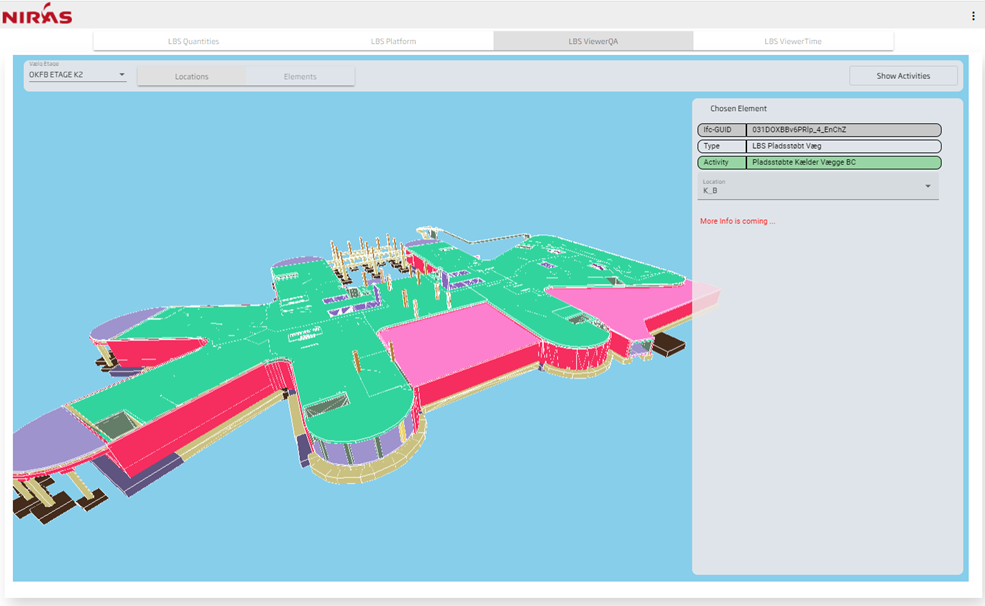 NIRAS
LBS Quantities
LBS Platform
LBS ViewerQA
LBS ViewerTime
Vælg Etage
OKFB ETAGE K2
Locations
Elements
Show Activities
Chosen Element
Ifc-GUID
031DOXBBv6PRlp_4_EnChZ
Type
LBS Pladsstøbt Væg
Activity
Pladsstøbte Kælder Vægge BC
Location
K_B
More Info is coming ...